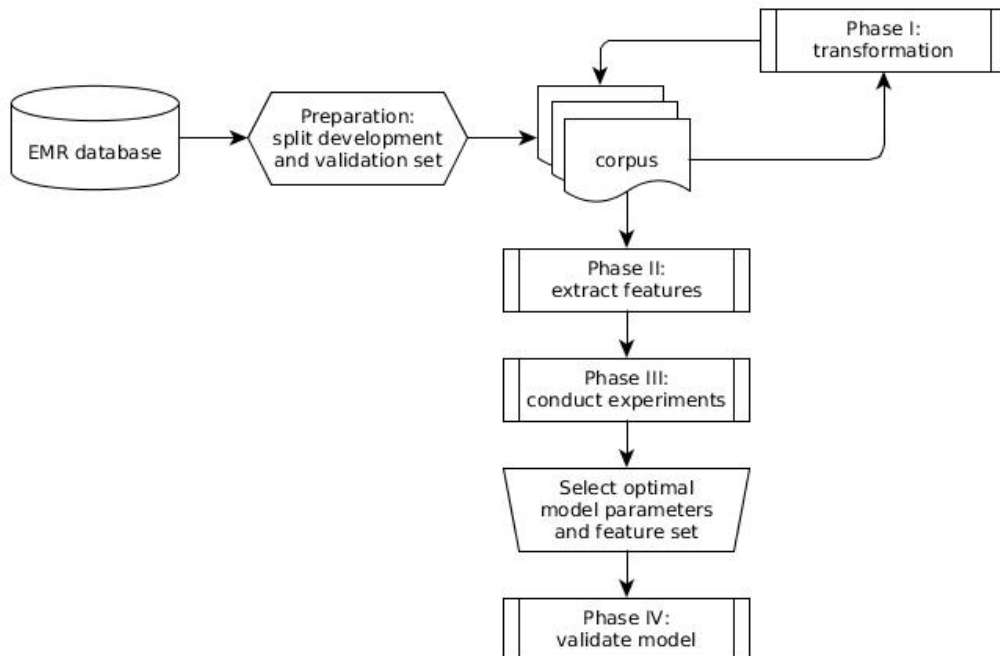 Phase I:
transformation
EMR database
Preparation:
split development
and validation set
corpus
Phase II:
extract features
Phase III:
conduct experiments
Select optimal
model parameters
and feature set
Phase IV:
validate model